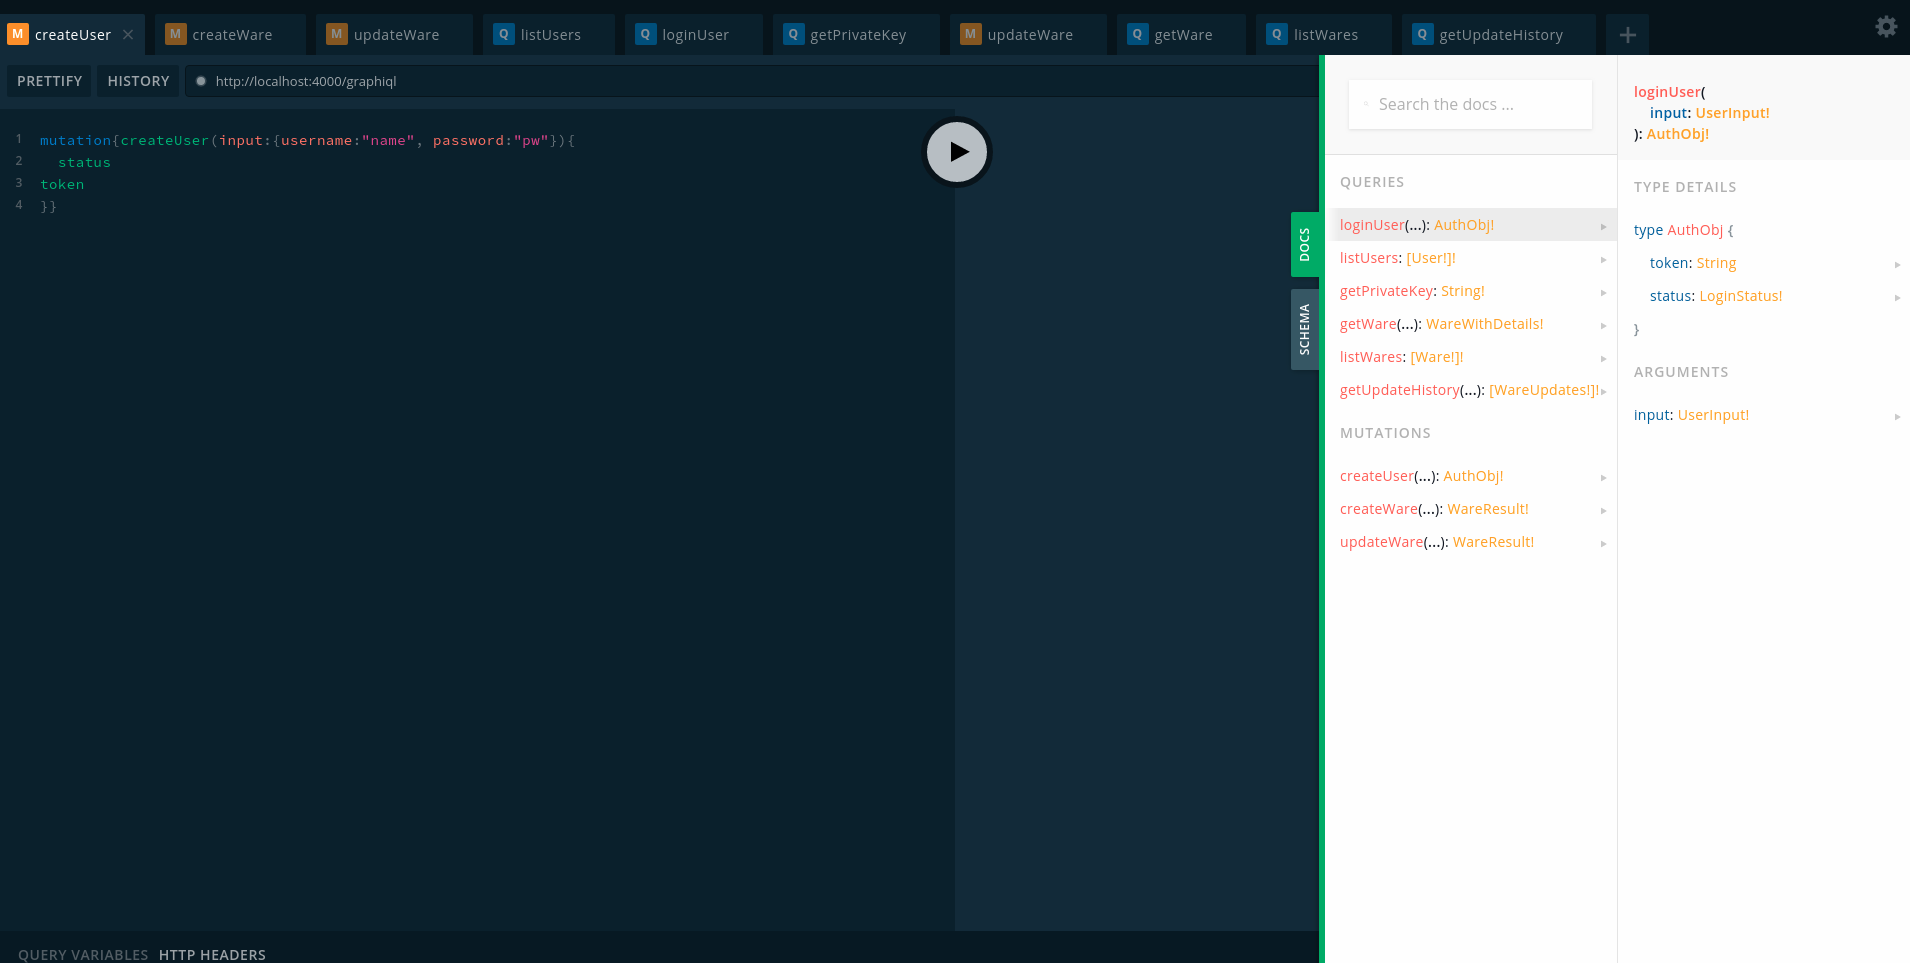 M createUser × M createWare M updateWare Q listUsers Q loginUser Q getPrivateKey M updateWare Q getWare Q listWares Q getUpdateHistory +
PRETTIFY HISTORY http://localhost:4000/graphiql
1 mutation{createUser(input:{username:"name", password:"pw"}){
2 status
3 token
4 }}
QUERY VARIABLES HTTP HEADERS
DOCS
SCHEMA
Search the docs ...
QUERIES
loginUser(...): AuthObj!
listUsers: [User!]!
getPrivateKey: String!
getWare(...): WareWithDetails!
listWares: [Ware!]!
getUpdateHistory(...): [WareUpdates!]!
MUTATIONS
createUser(...): AuthObj!
createWare(...): WareResult!
updateWare(...): WareResult!
loginUser(
input: UserInput!
): AuthObj!
TYPE DETAILS
type AuthObj {
token: String
status: LoginStatus!
}
ARGUMENTS
input: UserInput!